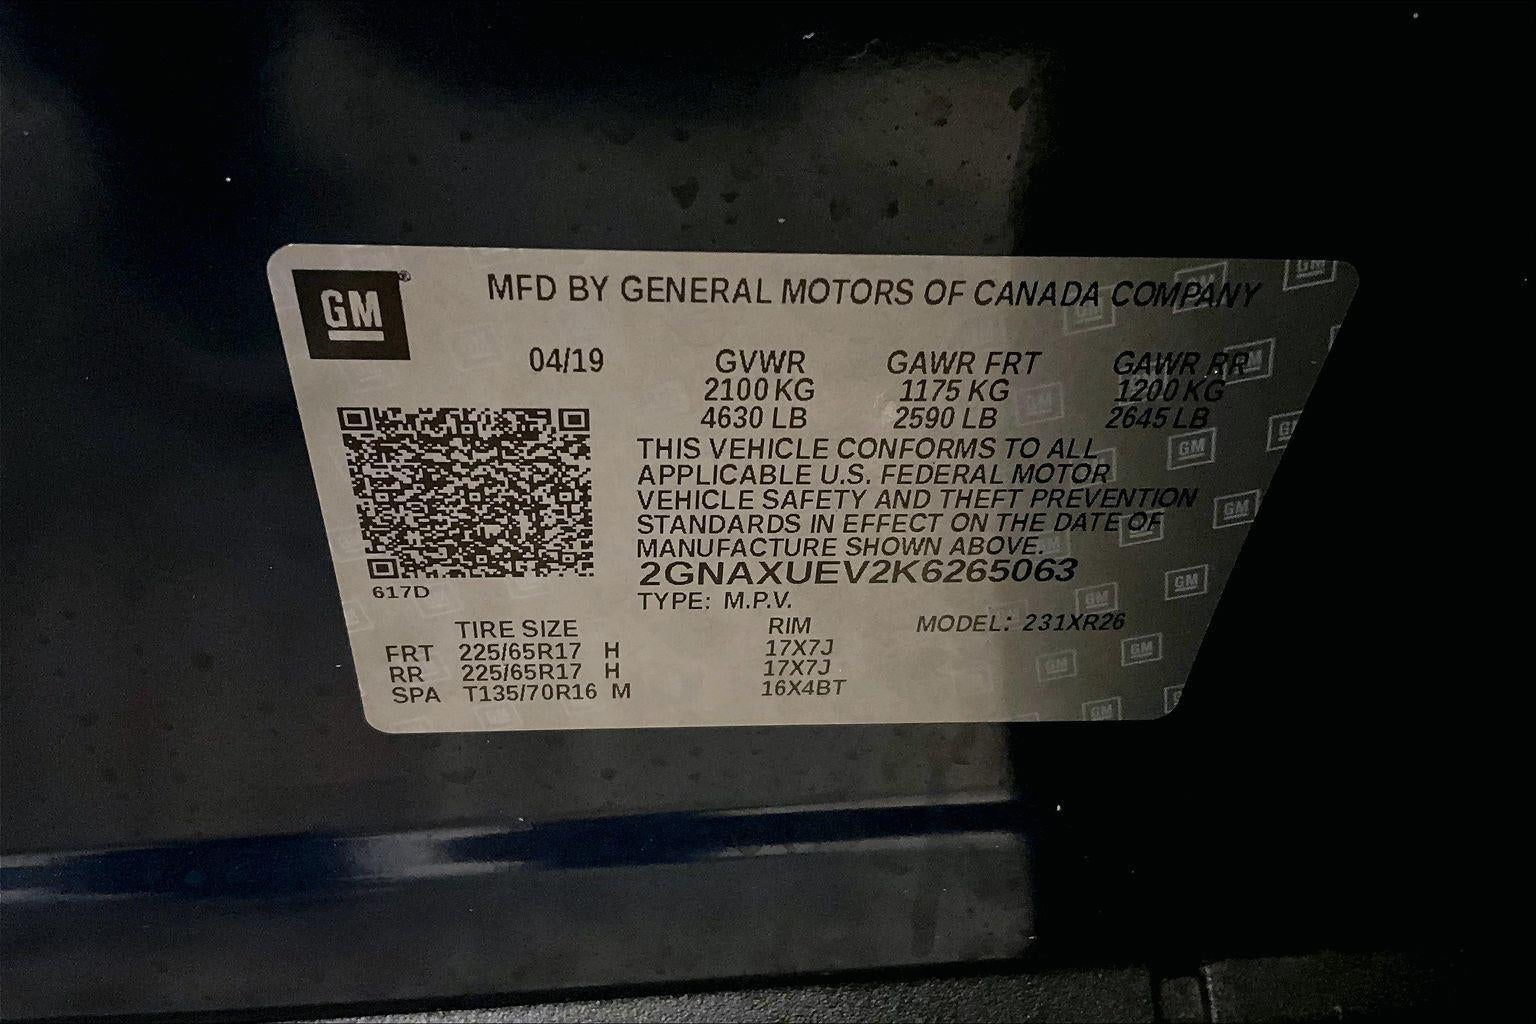 GM ®
MFD BY GENERAL MOTORS OF CANADA COMPANY
04/19 GVWR GAWR FRT GAWR RR
2100 KG 1175 KG 1200 KG
4630 LB 2590 LB 2645 LB
THIS VEHICLE CONFORMS TO ALL
APPLICABLE U.S. FEDERAL MOTOR
VEHICLE SAFETY AND THEFT PREVENTION
STANDARDS IN EFFECT ON THE DATE OF
MANUFACTURE SHOWN ABOVE.
2GNAXUEV2K6265063
617D
TYPE: M.P.V.
TIRE SIZE RIM MODEL: 231XR26
FRT 225/65R17 H 17X7J
RR 225/65R17 H 17X7J
SPA T135/70R16 M 16X4BT